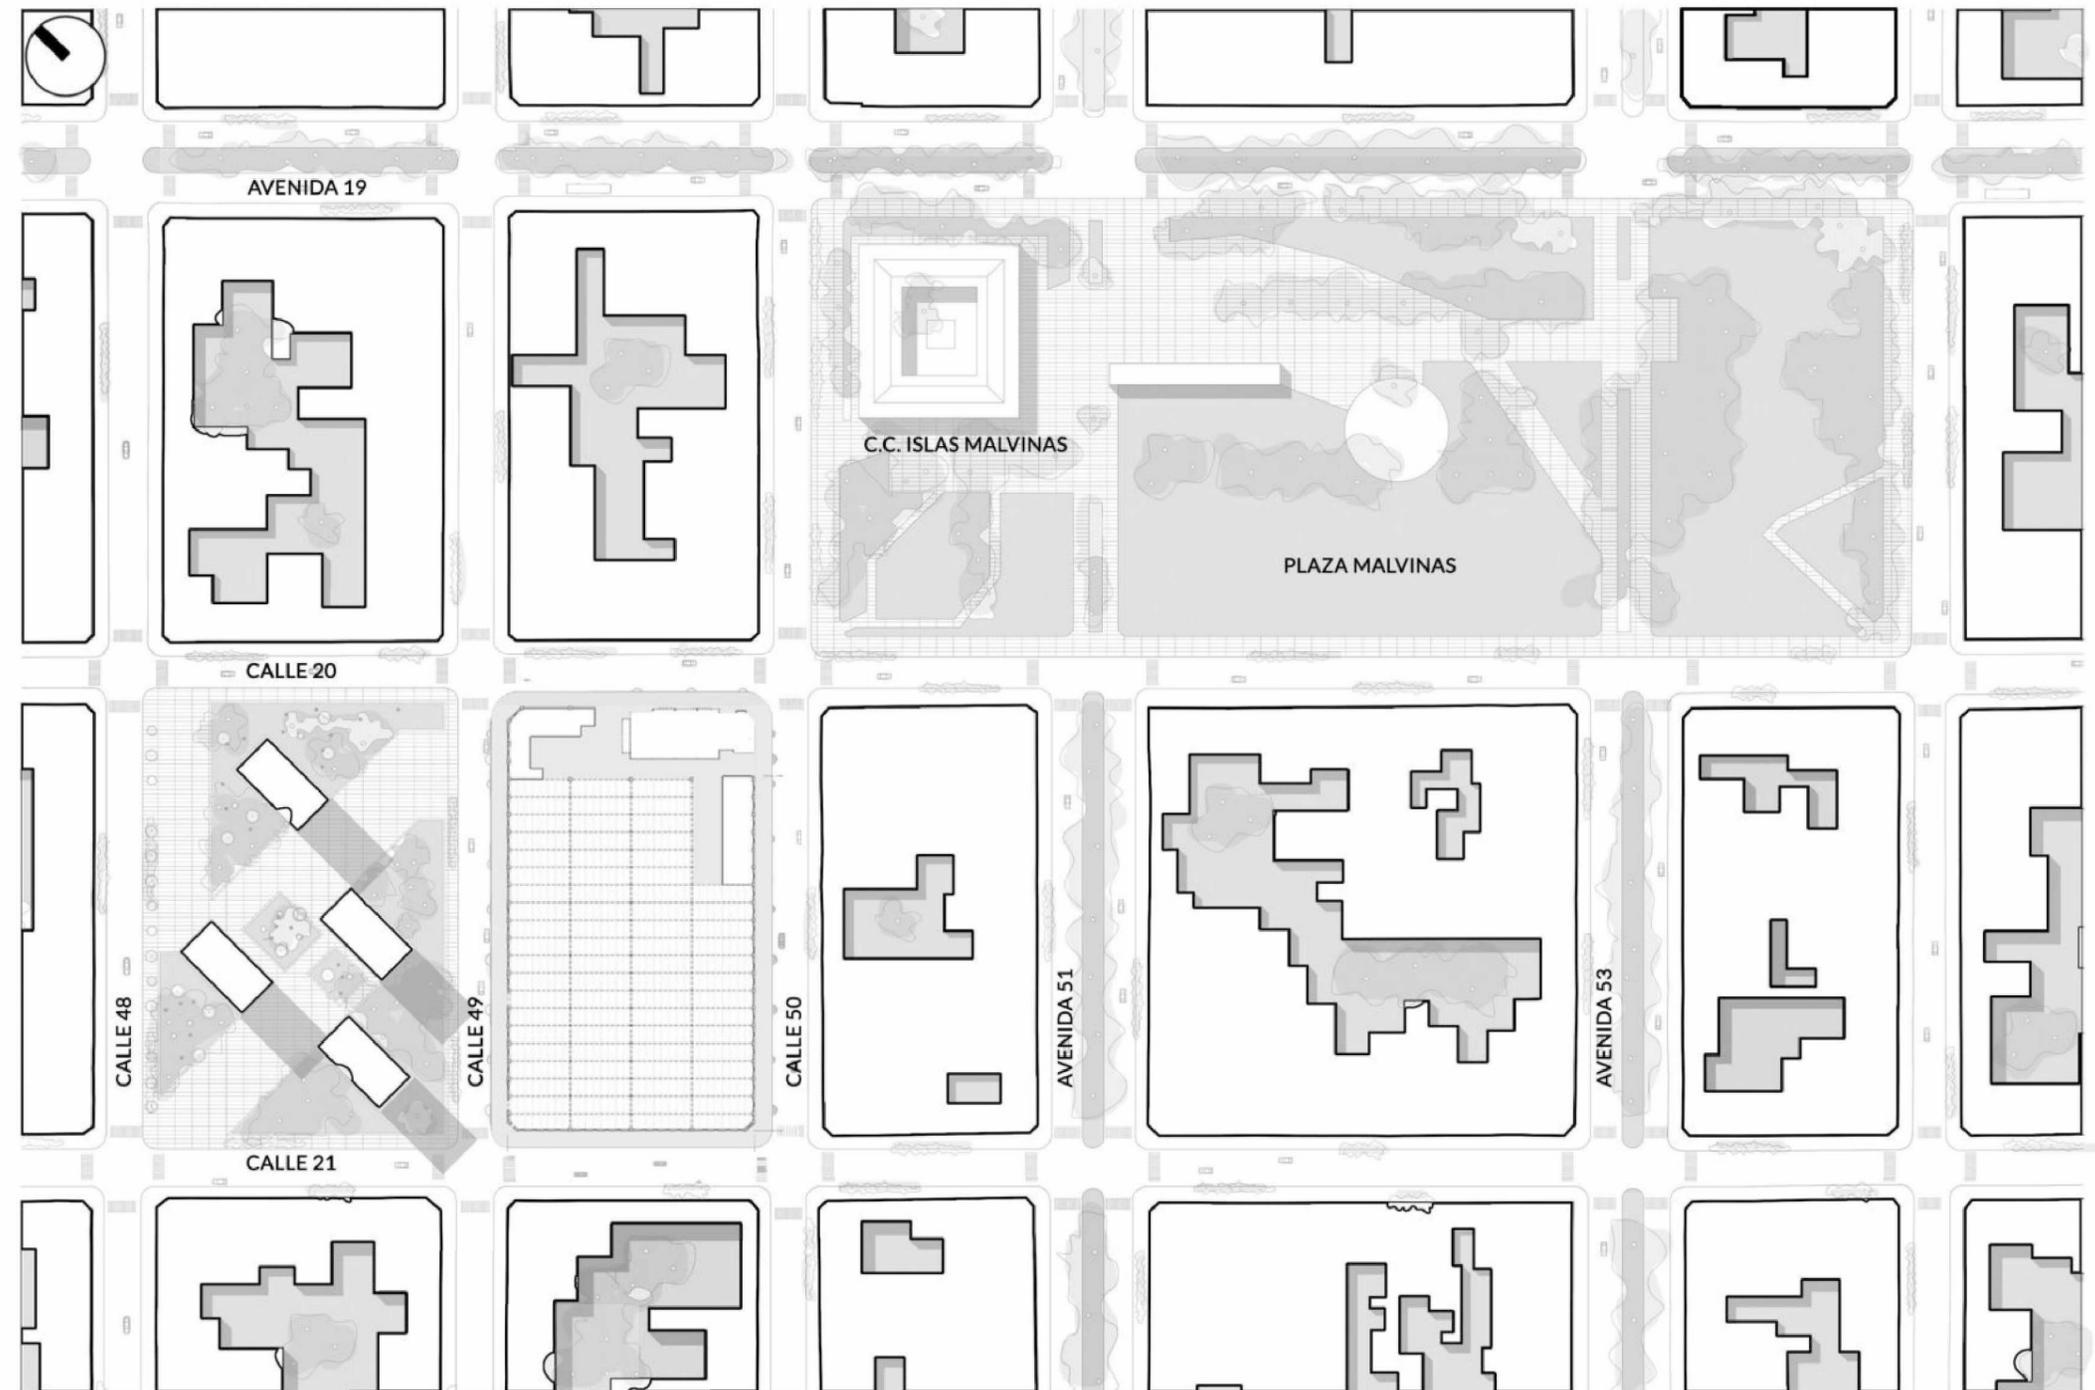 AVENIDA 19
C.C. ISLAS MALVINAS
PLAZA MALVINAS
CALLE 20
CALLE 48
CALLE 49
CALLE 50
AVENIDA 51
AVENIDA 53
CALLE 21